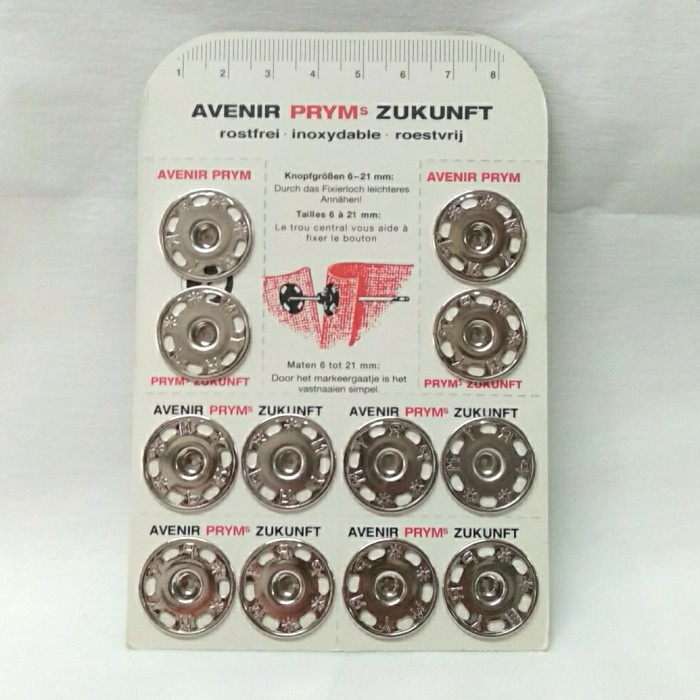 1 2 3 4 5 6 7 8
AVENIR PRYMs ZUKUNFT
rostfrei · inoxydable · roestvrij
AVENIR PRYM
Knopfgrößen 6–21 mm:
Durch das Fixierloch leichteres
Annähen!
Tailles 6 à 21 mm:
Le trou central vous aide à
fixer le bouton
AVENIR PRYM
Maten 6 tot 21 mm:
Door het markeergaatje is het
vastnaaien simpel.
PRYMs ZUKUNFT
PRYMs ZUKUNFT
AVENIR PRYMs ZUKUNFT AVENIR PRYMs ZUKUNFT
AVENIR PRYMs ZUKUNFT AVENIR PRYMs ZUKUNFT